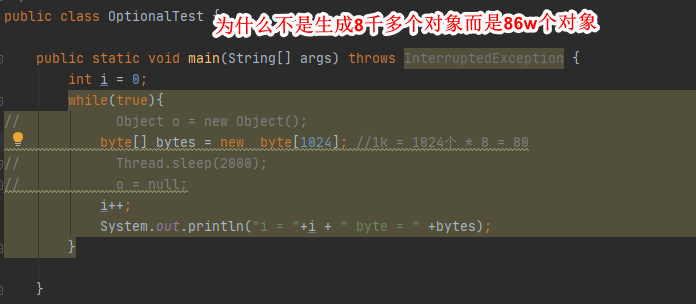 public class OptionalTest {
为什么不是生成8千多个对象而是86w个对象
public static void main(String[] args) throws InterruptedException {
int i = 0;
while(true){
// Object o = new Object();
byte[] bytes = new byte[1024]; //1k = 1024个 * 8 = 80
// Thread.sleep(2000);
// o = null;
i++;
System.out.println("i = "+i + " byte = " +bytes);
}
}